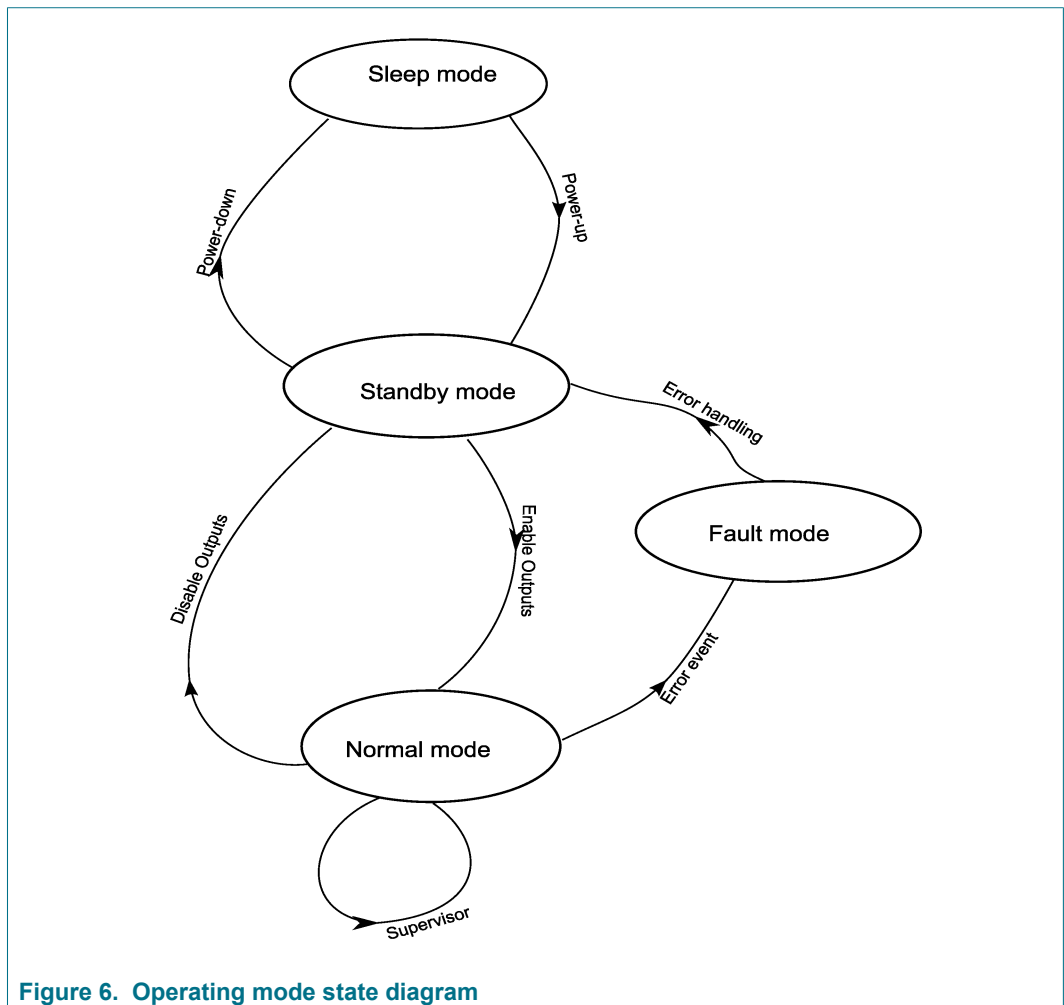 Sleep mode
Power-down
Power-up
Standby mode
Error handling
Enable Outputs
Disable Outputs
Fault mode
Error event
Normal mode
Supervisor
Figure 6. Operating mode state diagram